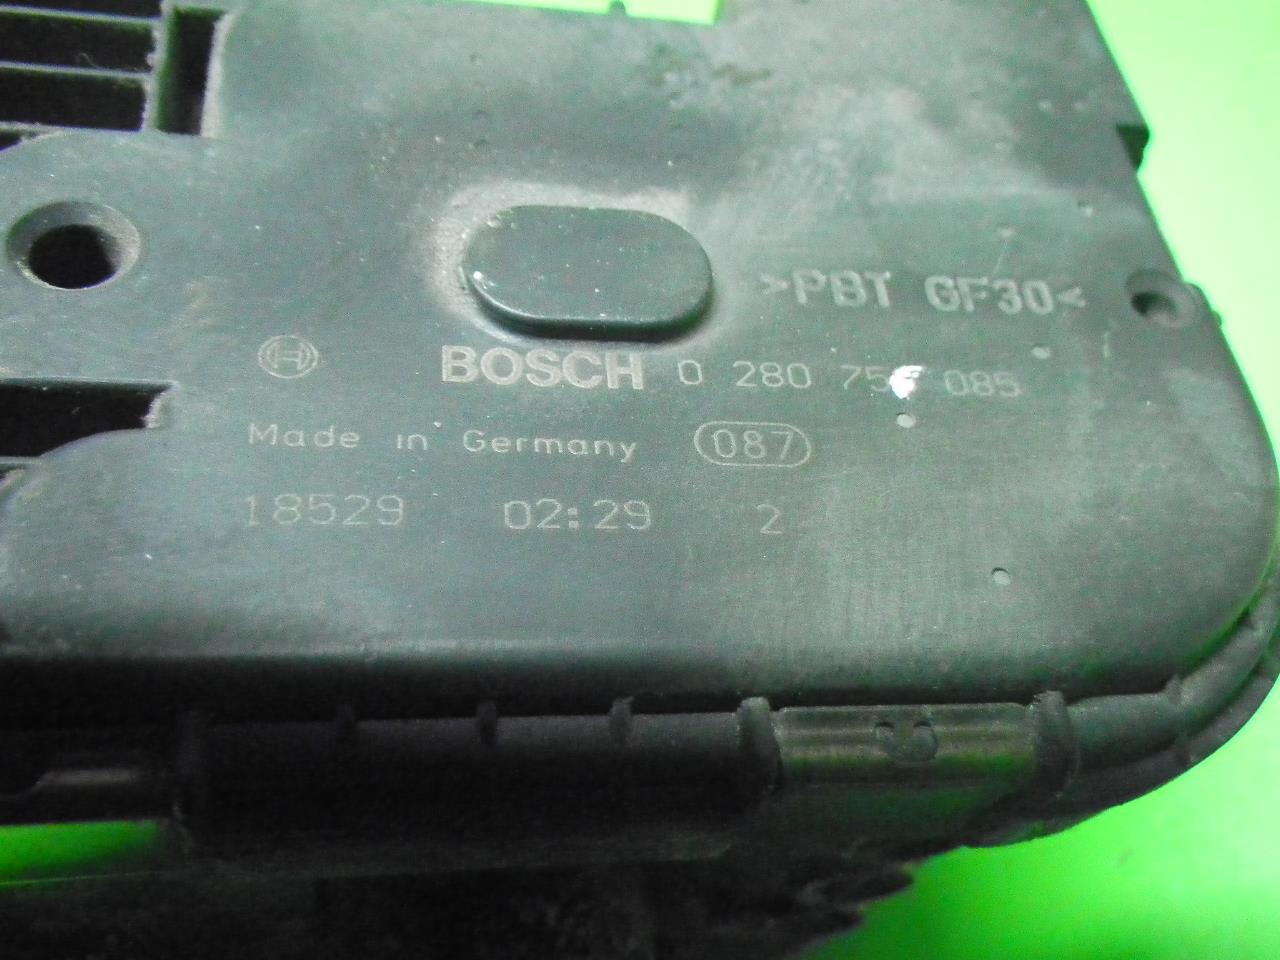 >PBT GF30<
BOSCH 0 280 085
Made in Germany 087
18529 02:29 2